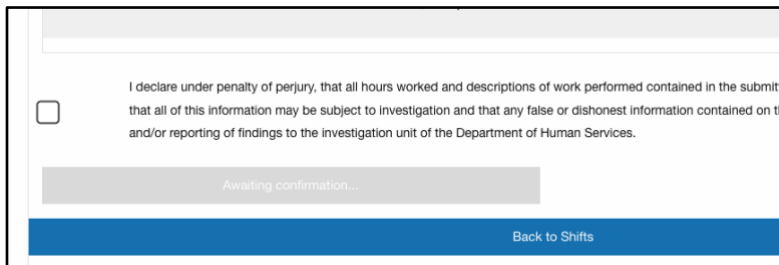 I declare under penalty of perjury, that all hours worked and descriptions of work performed contained in the submit
that all of this information may be subject to investigation and that any false or dishonest information contained on th
and/or reporting of findings to the investigation unit of the Department of Human Services.
Awaiting confirmation...
Back to Shifts